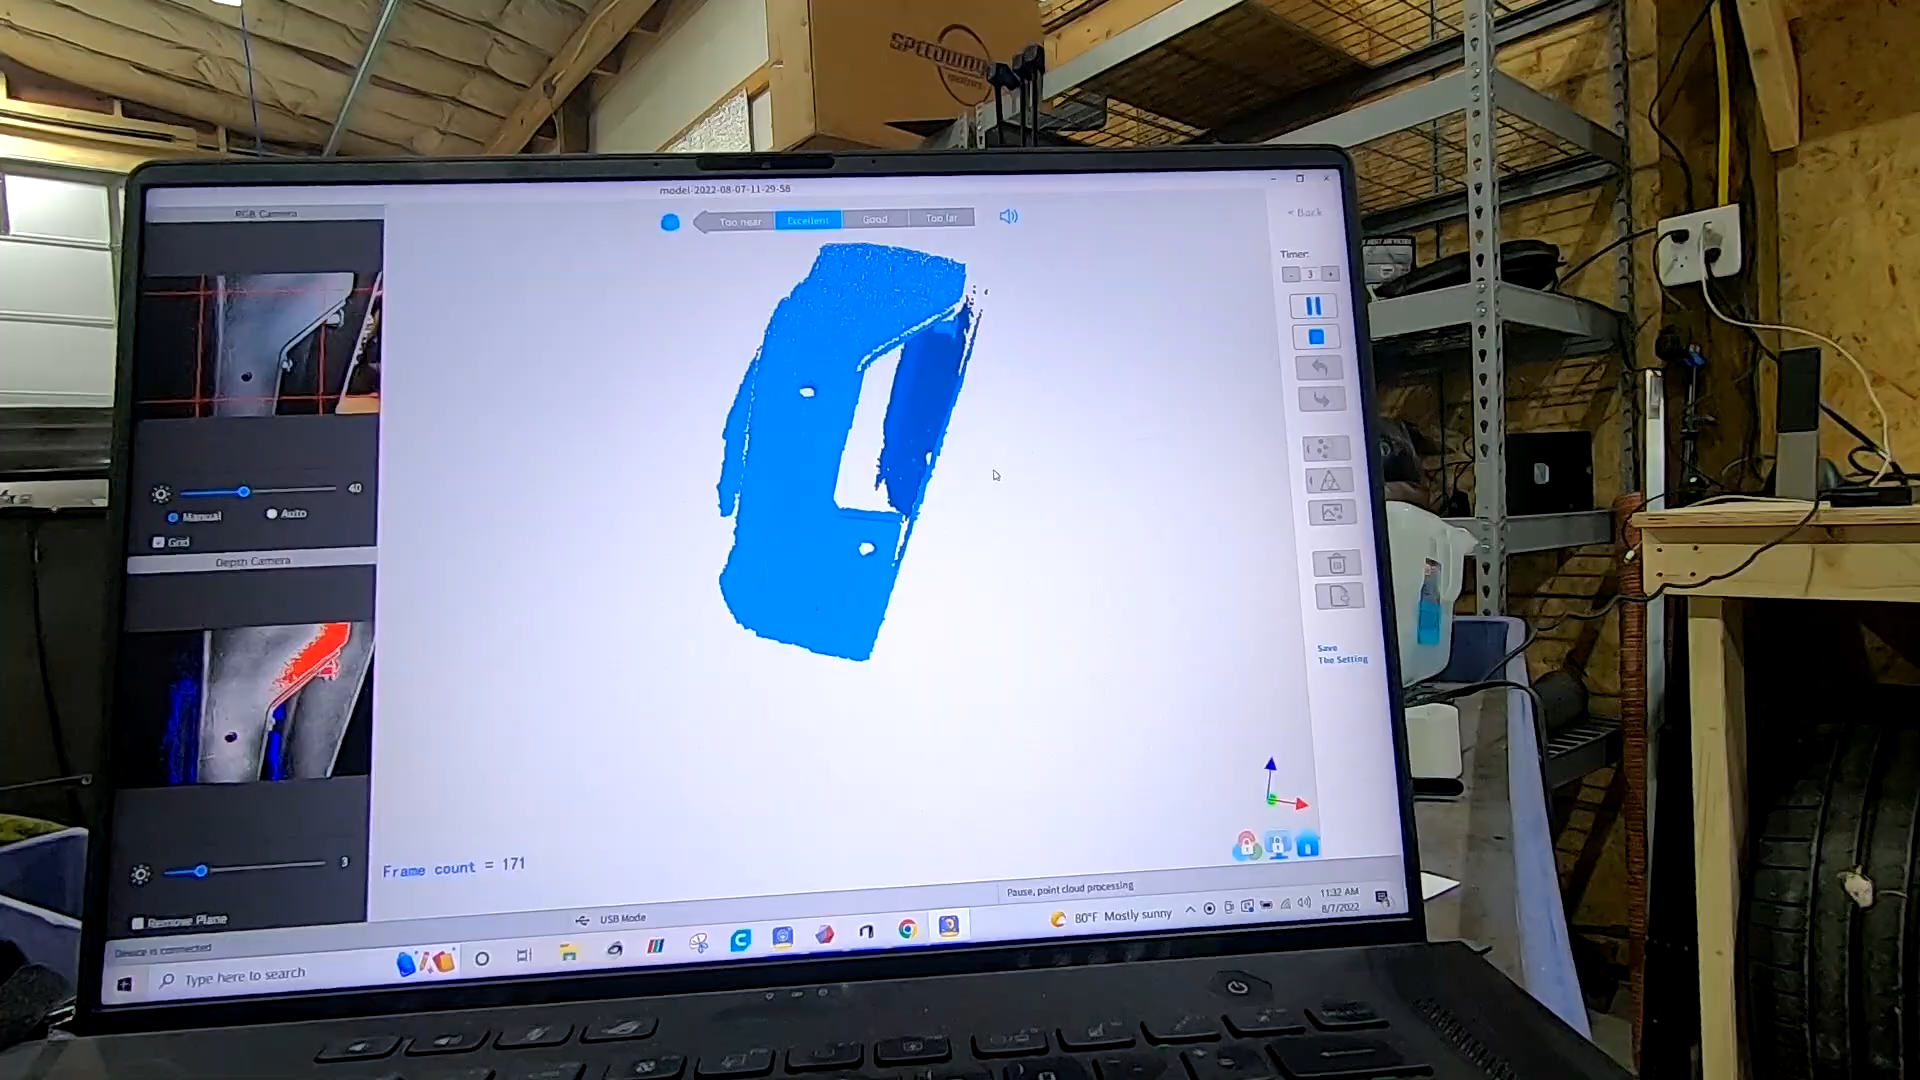 SPEEDWAY
model-2022-08-07-11-29-58
RGB Camera
Too near
Excellent
Good
Too far
< Back
Timer:
- 3 +
40
Manual
Auto
Grid
Depth Camera
Save
The Setting
3
Frame count = 171
Remove Plane
Pause, point cloud processing
USB Mode
Device is connected
Type here to search
80°F Mostly sunny
11:32 AM
8/7/2022